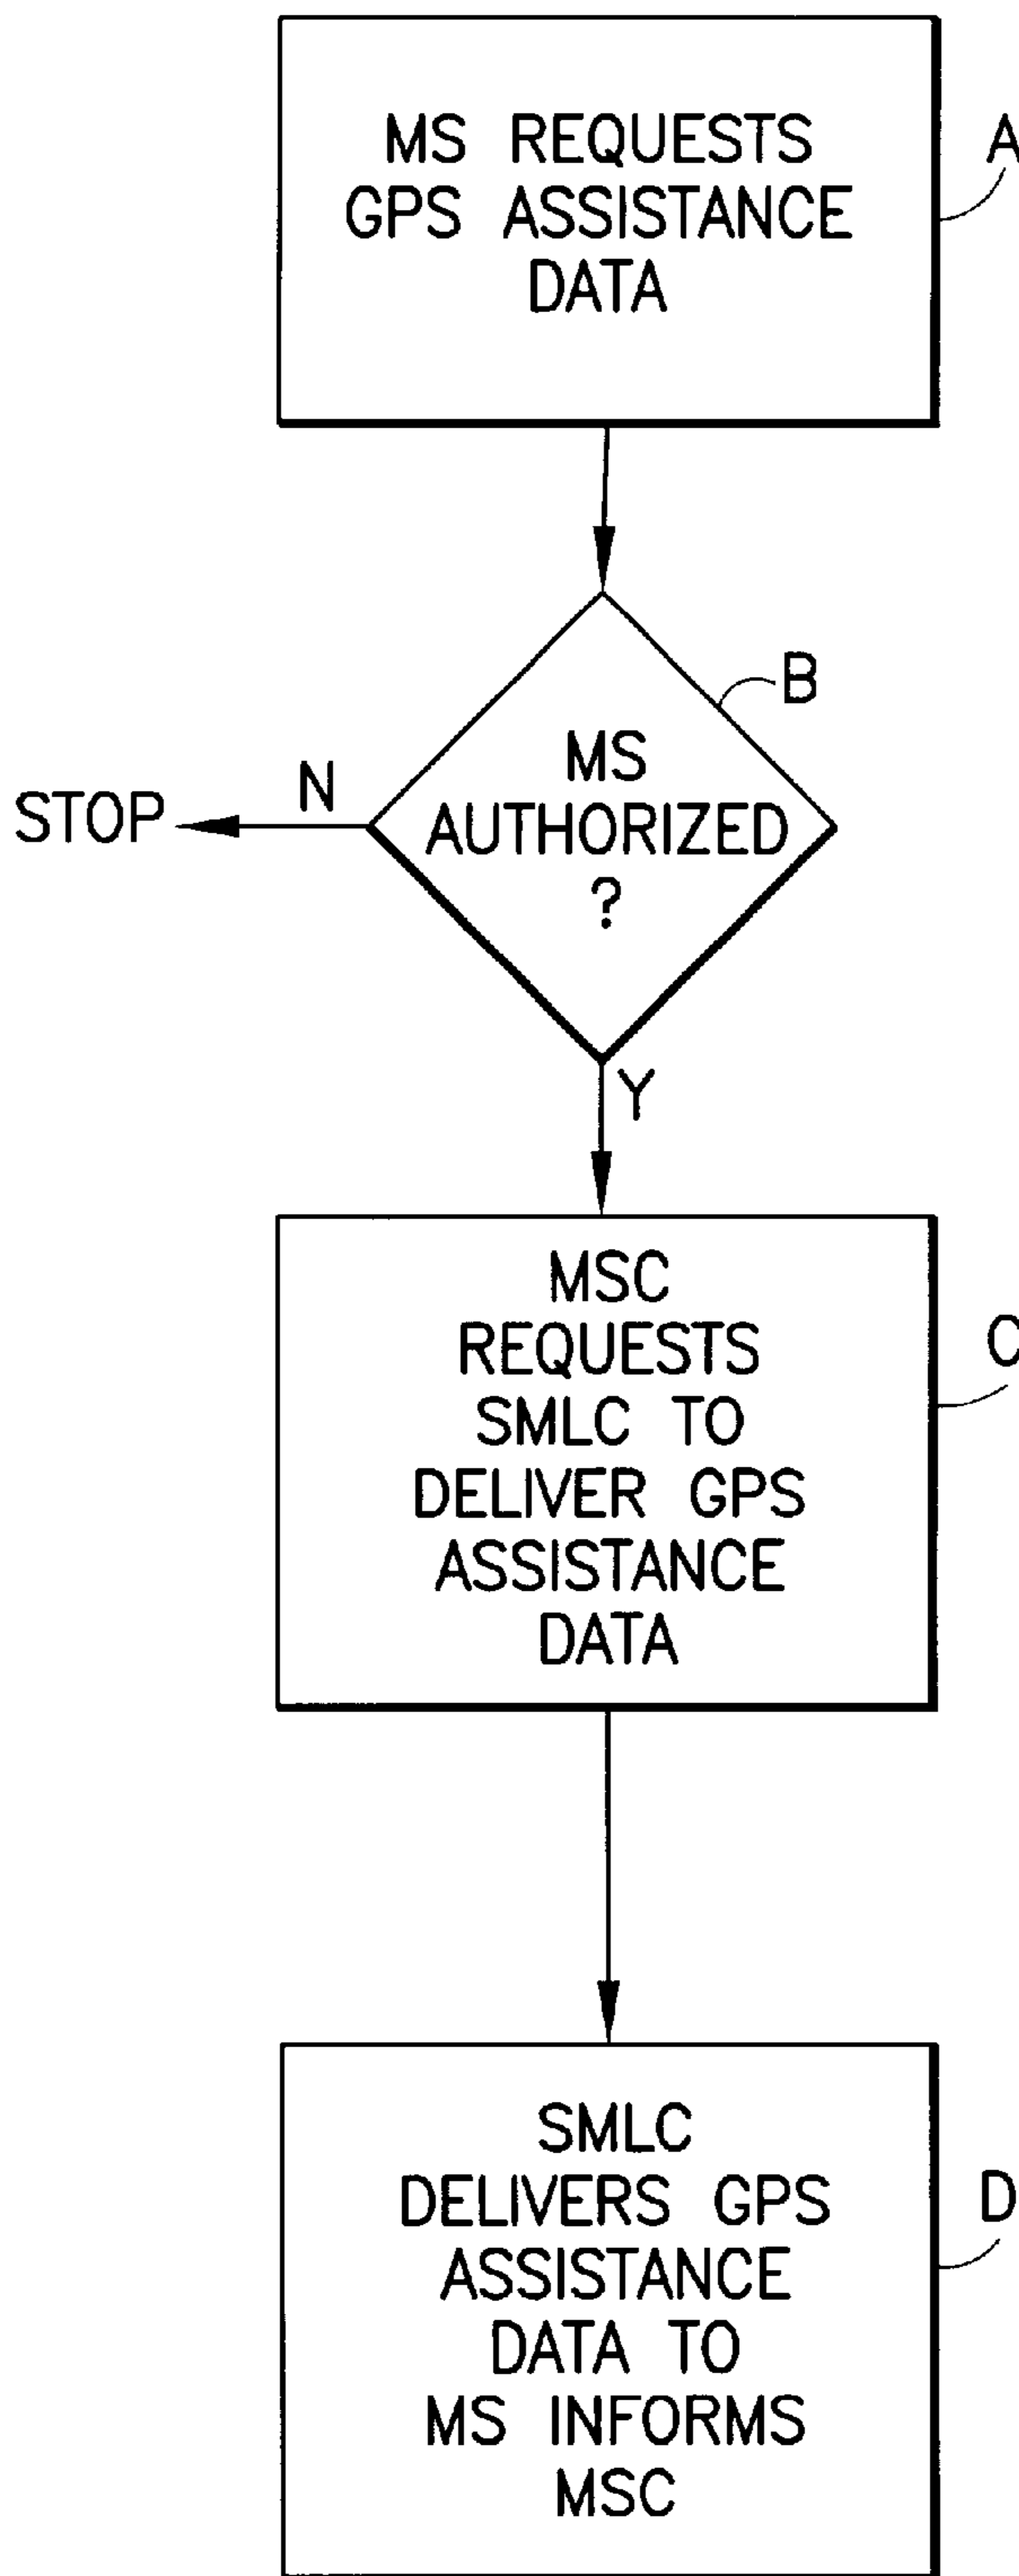 MS REQUESTS
GPS ASSISTANCE
DATA
A
B
MS
AUTHORIZED
?
N
STOP
Y
MSC
REQUESTS
SMLC TO
DELIVER GPS
ASSISTANCE
DATA
C
SMLC
DELIVERS GPS
ASSISTANCE
DATA TO
MS INFORMS
MSC
D